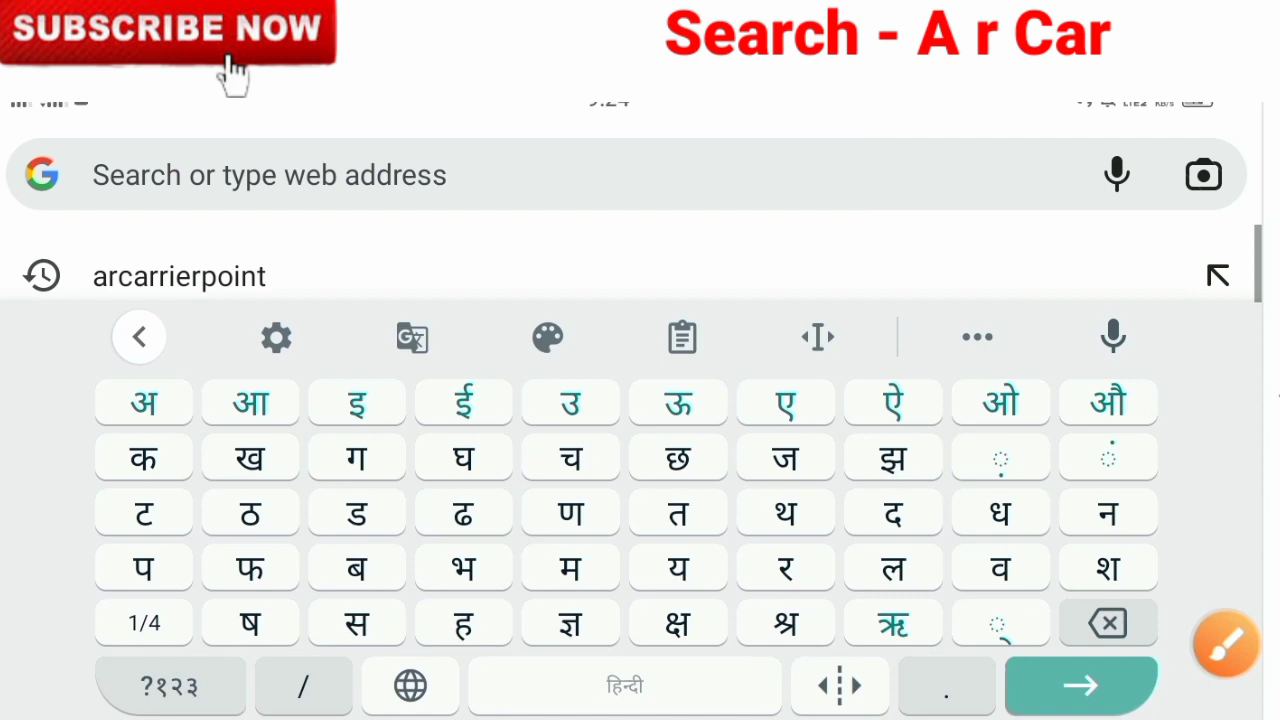 SUBSCRIBE NOW
Search - A r Car
Search or type web address
arcarrierpoint
अ आ इ ई उ ऊ ए ऐ ओ औ
क ख ग घ च छ ज झ ़ ं
ट ठ ड ढ ण त थ द ध न
प फ ब भ म य र ल व श
1/4 ष स ह ज्ञ क्ष श्र ऋ ्
?१२३ / हिन्दी .